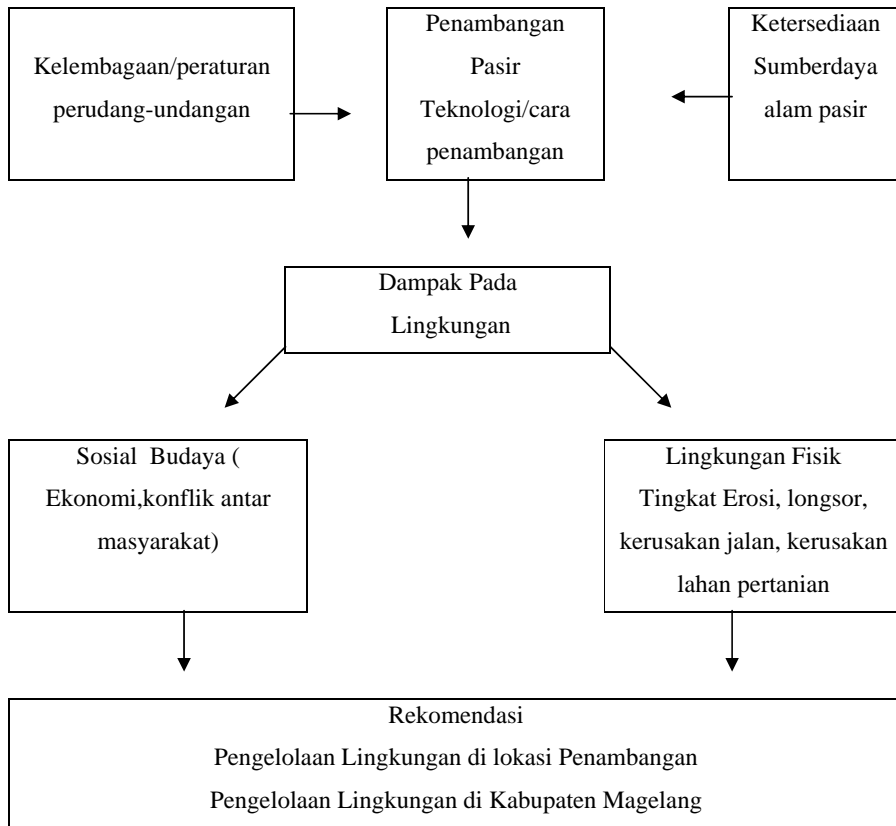 Kelembagaan/peraturan
perudang-undangan
Penambangan
Pasir
Teknologi/cara
penambangan
Ketersediaan
Sumberdaya
alam pasir
Dampak Pada
Lingkungan
Sosial Budaya (
Ekonomi,konflik antar
masyarakat)
Lingkungan Fisik
Tingkat Erosi, longsor,
kerusakan jalan, kerusakan
lahan pertanian
Rekomendasi
Pengelolaan Lingkungan di lokasi Penambangan
Pengelolaan Lingkungan di Kabupaten Magelang